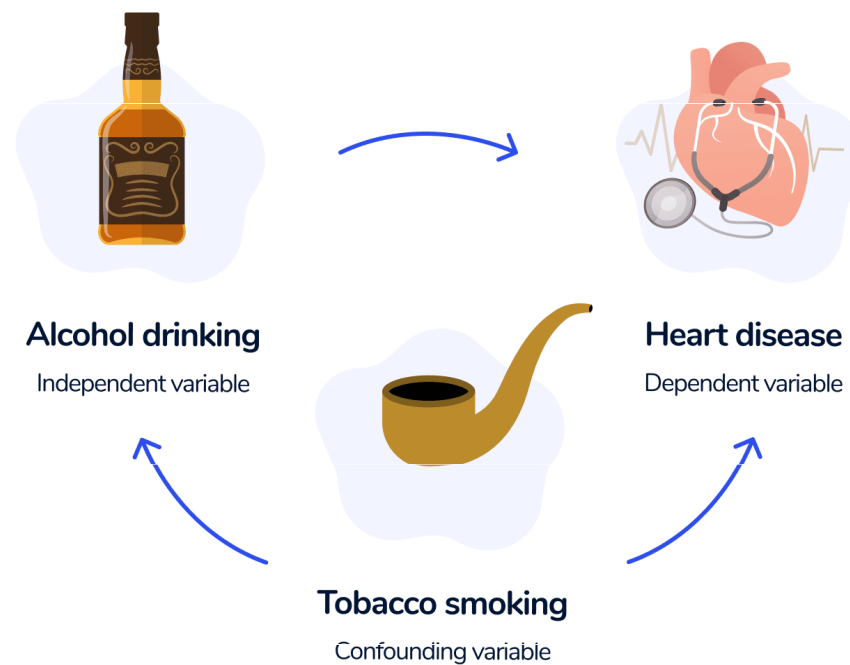 Alcohol drinking
Independent variable
Heart disease
Dependent variable
Tobacco smoking
Confounding variable